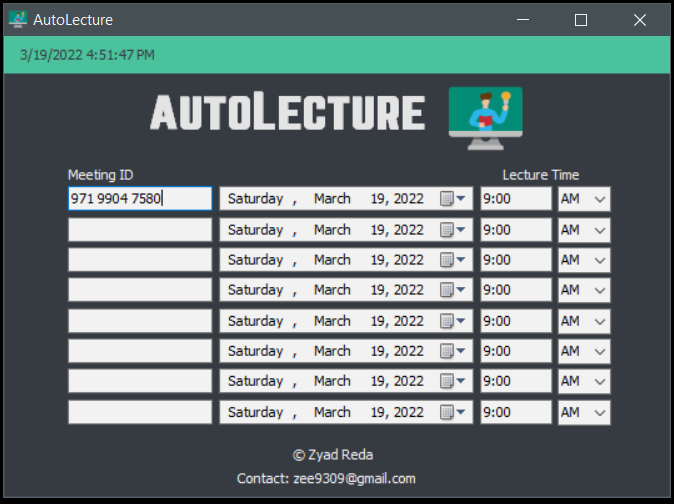 AutoLecture
3/19/2022 4:51:47 PM
AUTOLECTURE
Meeting ID Lecture Time
971 9904 7580 Saturday , March 19, 2022 9:00 AM
Saturday , March 19, 2022 9:00 AM
Saturday , March 19, 2022 9:00 AM
Saturday , March 19, 2022 9:00 AM
Saturday , March 19, 2022 9:00 AM
Saturday , March 19, 2022 9:00 AM
Saturday , March 19, 2022 9:00 AM
Saturday , March 19, 2022 9:00 AM
© Zyad Reda
Contact: zee9309@gmail.com